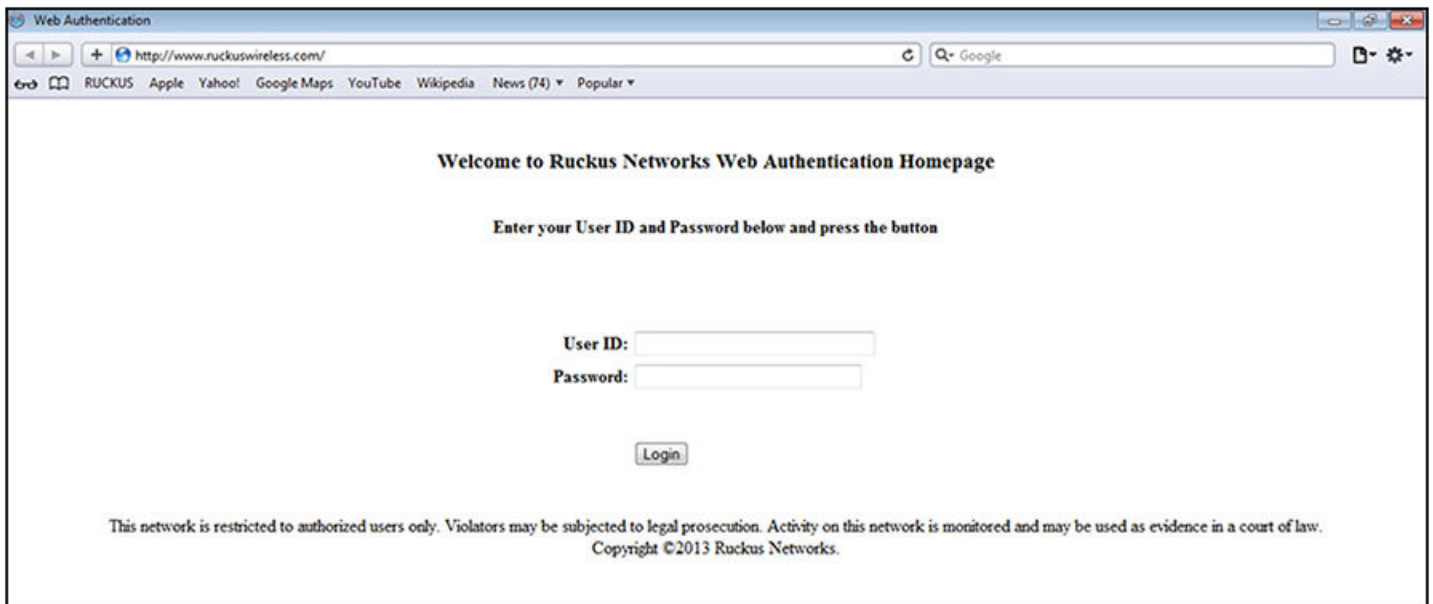 Web Authentication
http://www.ruckuswireless.com/
Google
RUCKUS Apple Yahoo! Google Maps YouTube Wikipedia News (74) Popular
Welcome to Ruckus Networks Web Authentication Homepage
Enter your User ID and Password below and press the button
User ID:
Password:
Login
This network is restricted to authorized users only. Violators may be subjected to legal prosecution. Activity on this network is monitored and may be used as evidence in a court of law.
Copyright ©2013 Ruckus Networks.